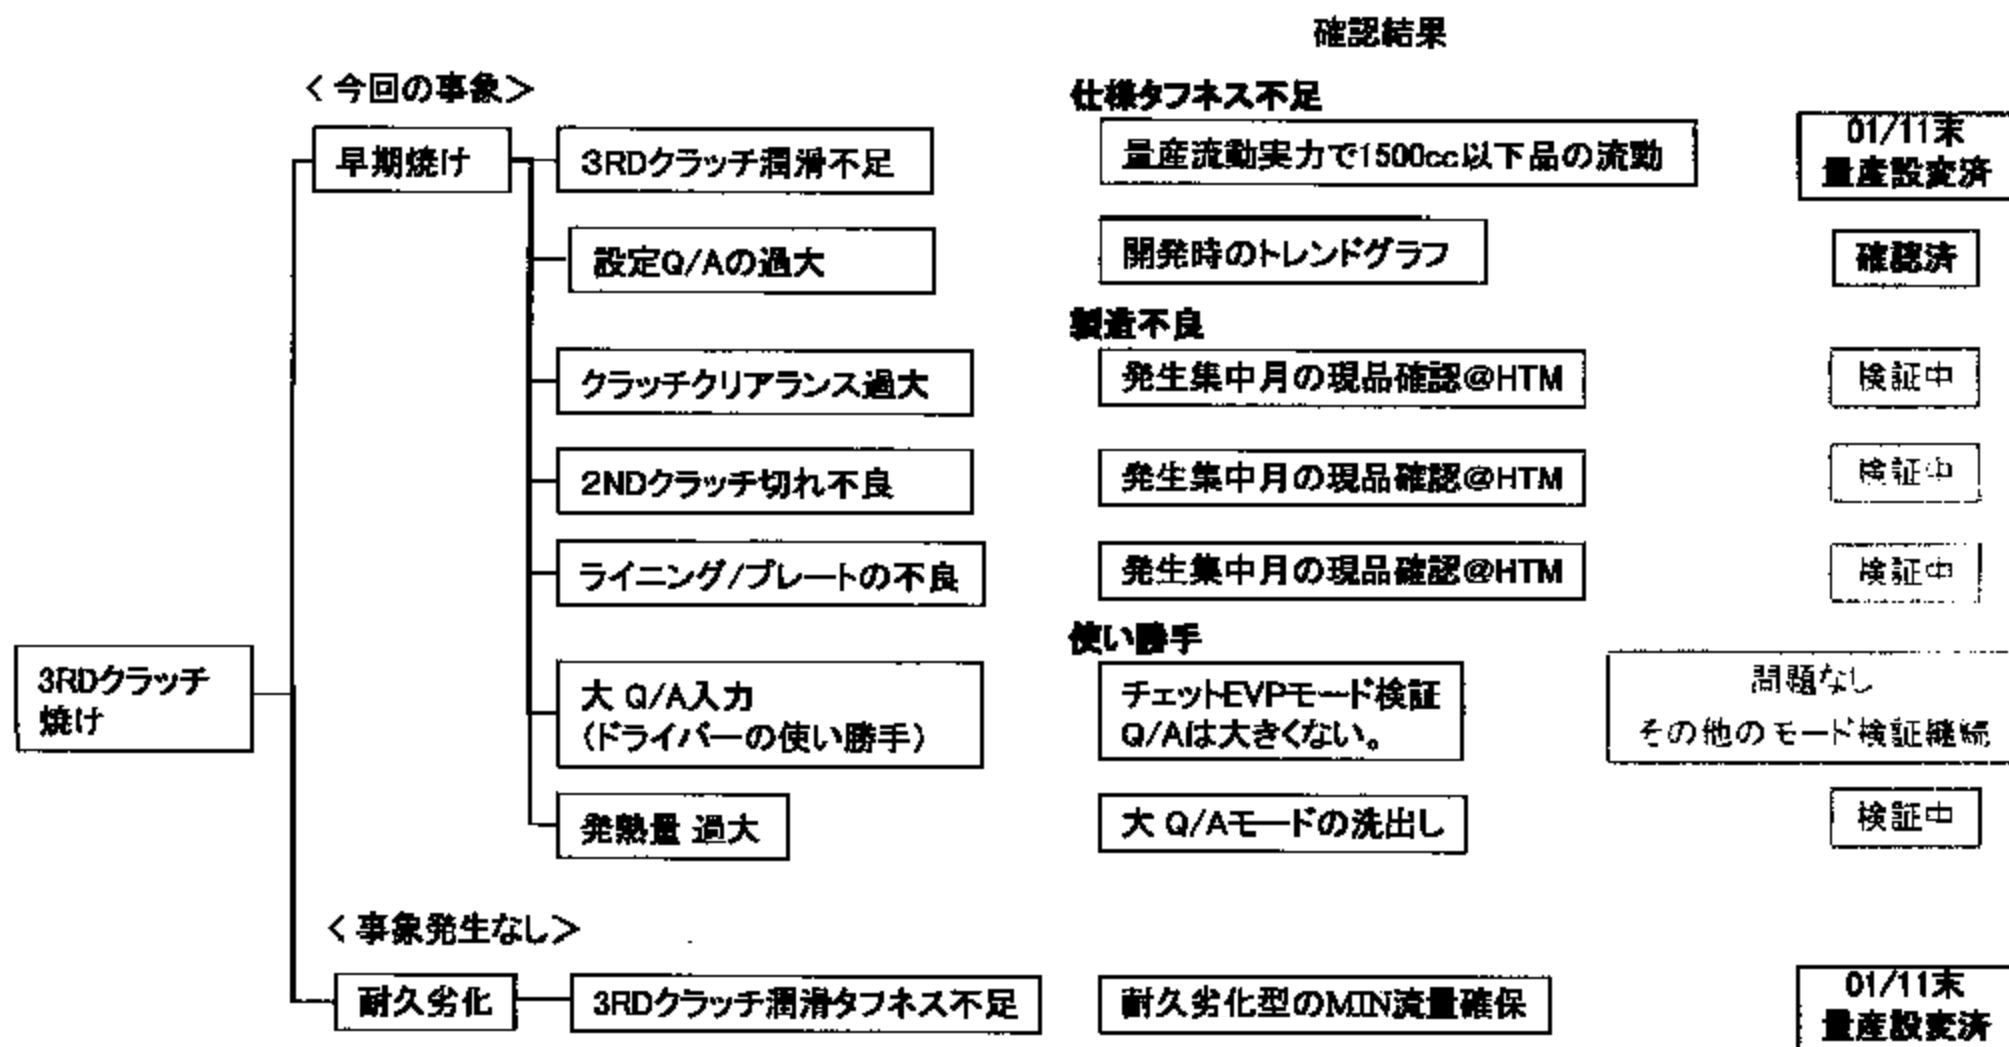 確認結果
<今回の事象>
仕様タフネス不足
早期焼け
3RDクラッチ潤滑不足
量産流動実力で1500cc以下品の流動
01/11末
量産設変済
設定Q/Aの過大
開発時のトレンドグラフ
確認済
製造不良
クラッチクリアランス過大
発生集中月の現品確認@HTM
検証中
2NDクラッチ切れ不良
発生集中月の現品確認@HTM
検証中
ライニング/プレートの不良
発生集中月の現品確認@HTM
検証中
使い勝手
3RDクラッチ
焼け
大 Q/A入力
(ドライバーの使い勝手)
チェットEVPモード検証
Q/Aは大きくない。
問題なし
その他のモード検証継続
発熱量 過大
大 Q/Aモードの洗出し
検証中
<事象発生なし>
耐久劣化
3RDクラッチ潤滑タフネス不足
耐久劣化型のMIN流量確保
01/11末
量産設変済